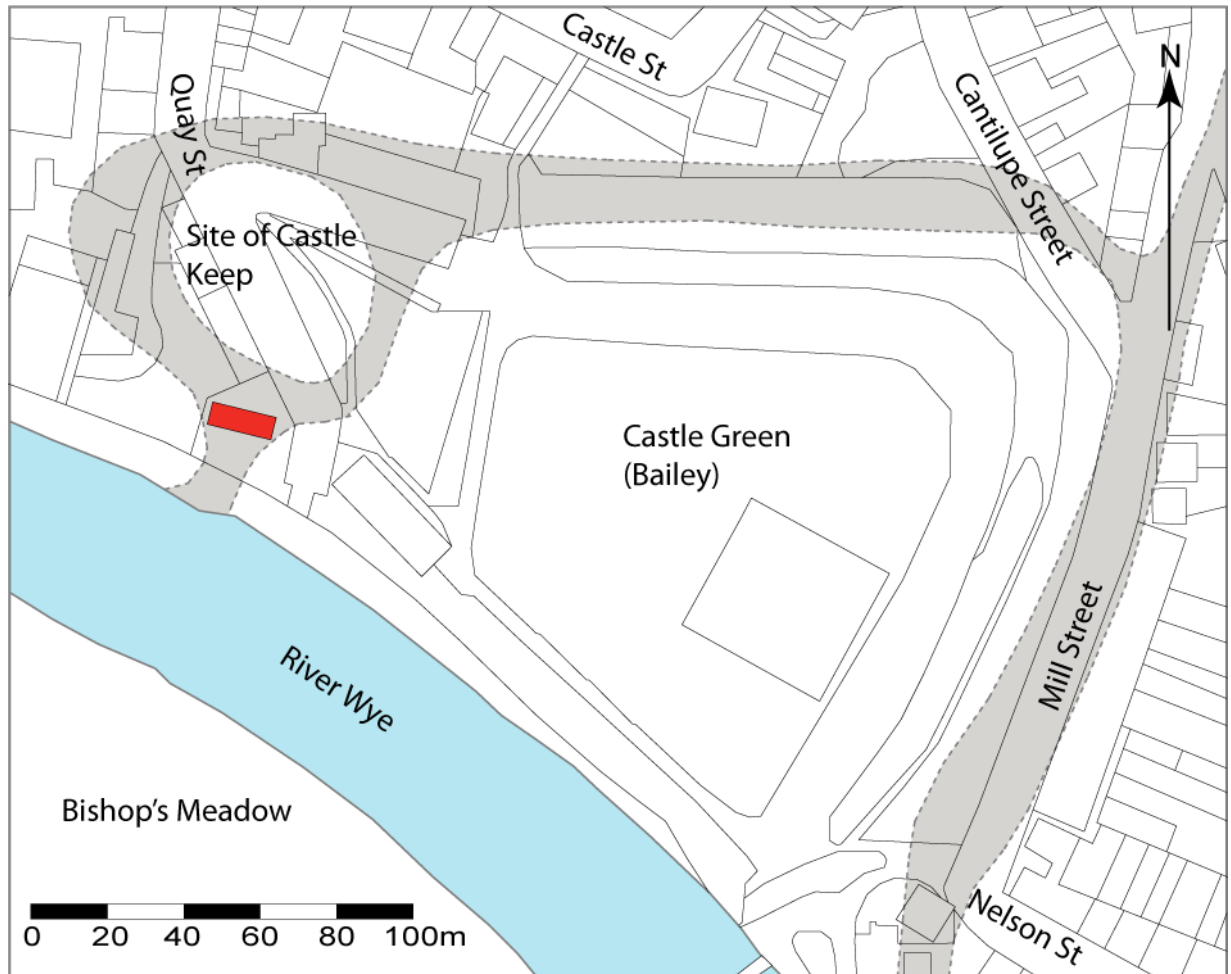 Castle St
Quay St
Cantilupe Street
N
Site of Castle
Keep
Castle Green
(Bailey)
Mill Street
River Wye
Bishop's Meadow
0 20 40 60 80 100m
Nelson St